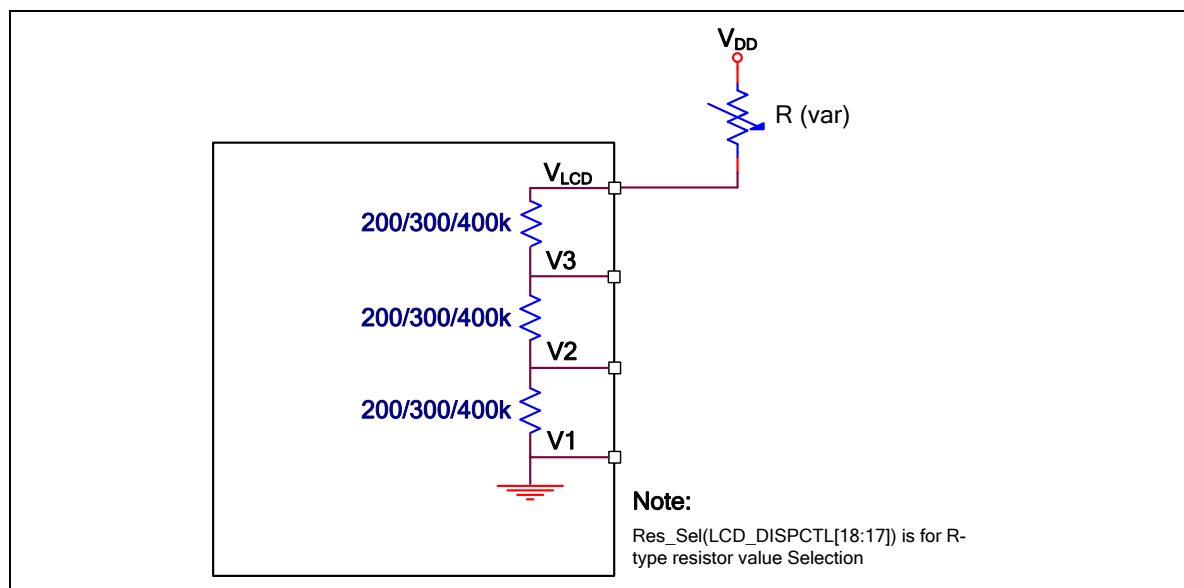 VDD
R (var)
VLCD
200/300/400k
V3
200/300/400k
V2
200/300/400k
V1
Note:
Res_Sel(LCD_DISPCTL[18:17]) is for R-
type resistor value Selection